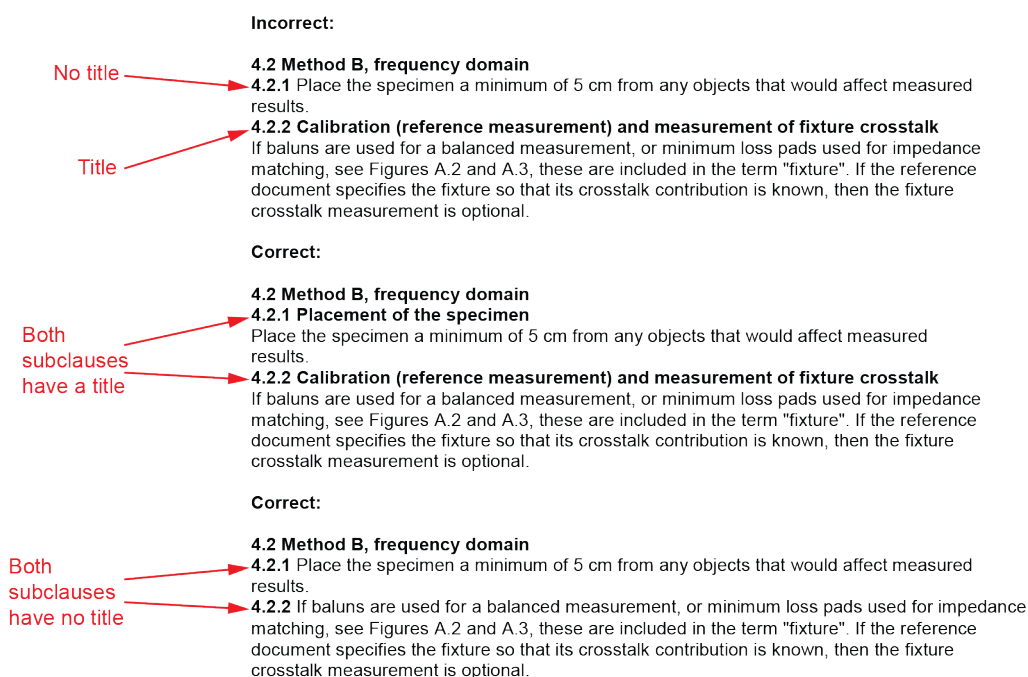 Incorrect:
4.2 Method B, frequency domain
No title
4.2.1 Place the specimen a minimum of 5 cm from any objects that would affect measured
results.
4.2.2 Calibration (reference measurement) and measurement of fixture crosstalk
Title
If baluns are used for a balanced measurement, or minimum loss pads used for impedance
matching, see Figures A.2 and A.3, these are included in the term "fixture". If the reference
document specifies the fixture so that its crosstalk contribution is known, then the fixture
crosstalk measurement is optional.
Correct:
4.2 Method B, frequency domain
4.2.1 Placement of the specimen
Both
subclauses
have a title
Place the specimen a minimum of 5 cm from any objects that would affect measured
results.
4.2.2 Calibration (reference measurement) and measurement of fixture crosstalk
If baluns are used for a balanced measurement, or minimum loss pads used for impedance
matching, see Figures A.2 and A.3, these are included in the term "fixture". If the reference
document specifies the fixture so that its crosstalk contribution is known, then the fixture
crosstalk measurement is optional.
Correct:
4.2 Method B, frequency domain
Both
subclauses
have no title
4.2.1 Place the specimen a minimum of 5 cm from any objects that would affect measured
results.
4.2.2 If baluns are used for a balanced measurement, or minimum loss pads used for impedance
matching, see Figures A.2 and A.3, these are included in the term "fixture". If the reference
document specifies the fixture so that its crosstalk contribution is known, then the fixture
crosstalk measurement is optional.